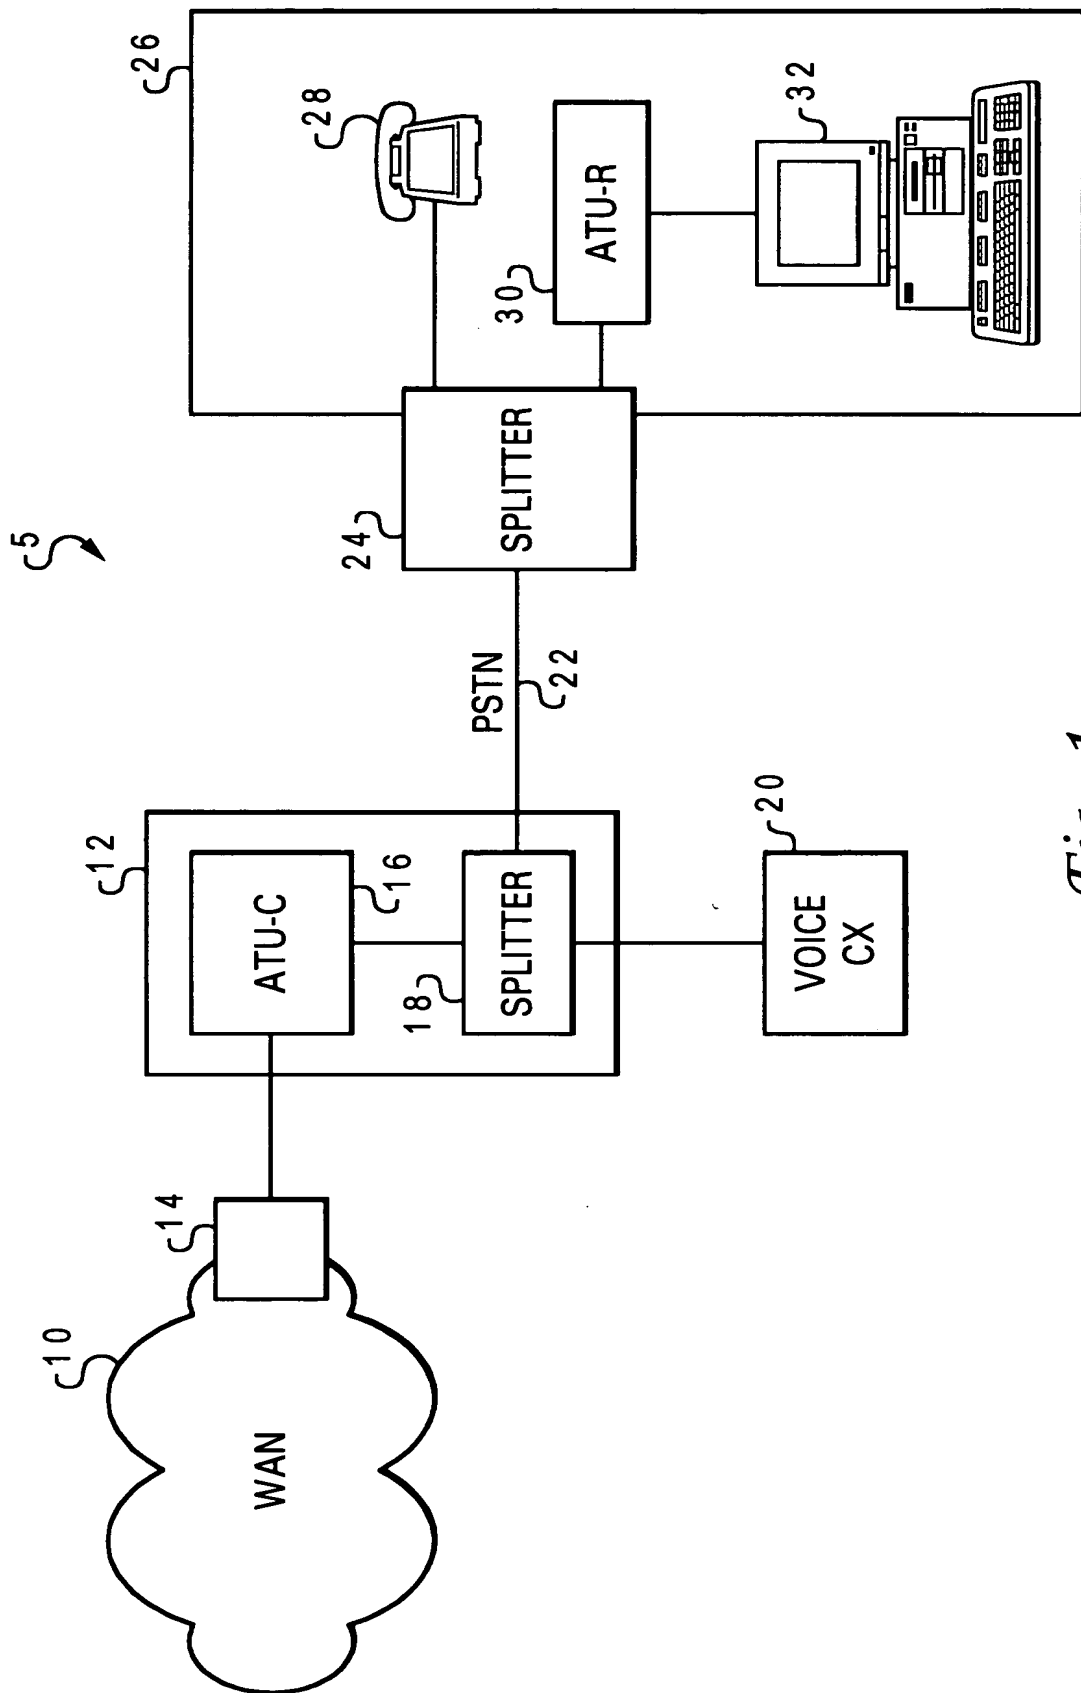 5
10
WAN
14
12
ATU-C
16
18
SPLITTER
20
VOICE
CX
PSTN
22
24
SPLITTER
26
28
30
ATU-R
32
Fig. 1